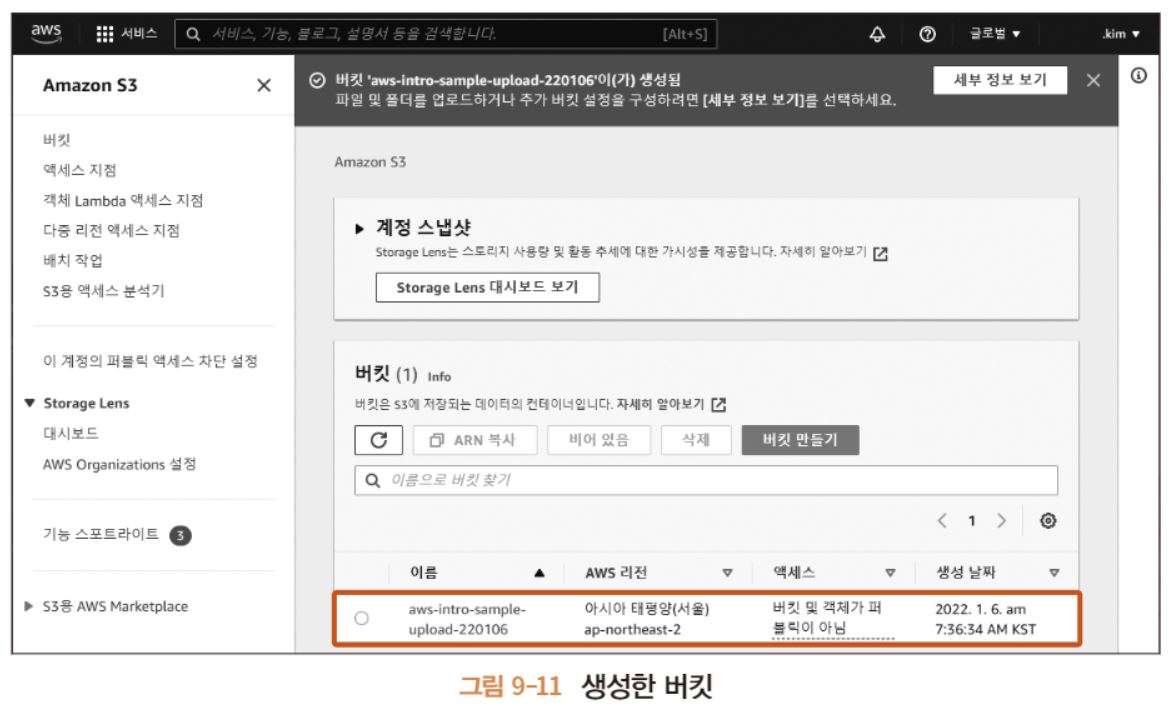 aws
서비스
서비스, 기능, 블로그, 설명서 등을 검색합니다.
[Alt+S]
글로벌 ▼
.kim ▼
Amazon S3
버킷
액세스 지점
객체 Lambda 액세스 지점
다중 리전 액세스 지점
배치 작업
S3용 액세스 분석기
이 계정의 퍼블릭 액세스 차단 설정
▼ Storage Lens
대시보드
AWS Organizations 설정
기능 스포트라이트 3
▶ S3용 AWS Marketplace
버킷 'aws-intro-sample-upload-220106'이(가) 생성됨
파일 및 폴더를 업로드하거나 추가 버킷 설정을 구성하려면 [세부 정보 보기]를 선택하세요.
세부 정보 보기
Amazon S3
▶ 계정 스냅샷
Storage Lens는 스토리지 사용량 및 활동 추세에 대한 가시성을 제공합니다. 자세히 알아보기
Storage Lens 대시보드 보기
버킷 (1) Info
버킷은 S3에 저장되는 데이터의 컨테이너입니다. 자세히 알아보기
ARN 복사
비어 있음
삭제
버킷 만들기
이름으로 버킷 찾기
< 1 >
이름 ▲
AWS 리전 ▽
액세스 ▽
생성 날짜 ▽
aws-intro-sample-
upload-220106
아시아 태평양(서울)
ap-northeast-2
버킷 및 객체가 퍼
블릭이 아님
2022. 1. 6. am
7:36:34 AM KST
그림 9-11 생성한 버킷